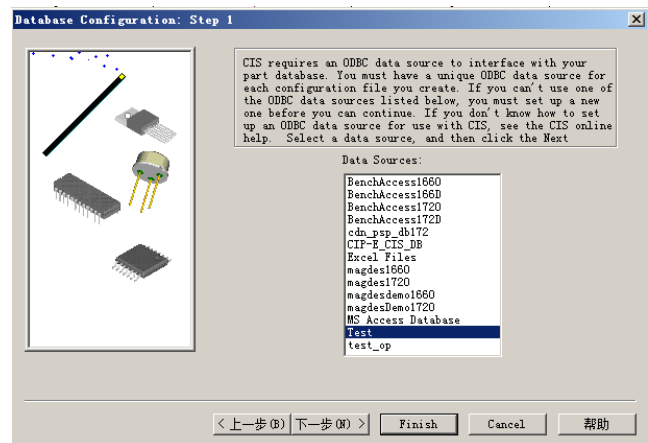 Database Configuration: Step 1
CIS requires an ODBC data source to interface with your
part database. You must have a unique ODBC data source for
each configuration file you create. If you can't use one of
the ODBC data sources listed below, you must set up a new
one before you can continue. If you don't know how to set
up an ODBC data source for use with CIS, see the CIS online
help.  Select a data source, and then click the Next
Data Sources:
BenchAccess1660
BenchAccess166D
BenchAccess1720
BenchAccess172D
cdn_psp_db172
CIP-E_CIS_DB
Excel Files
magdes1660
magdes1720
magdesdemo1660
magdesDemo1720
MS Access Database
Test
test_op
< 上一步(B) 下一步(N) > Finish Cancel 帮助